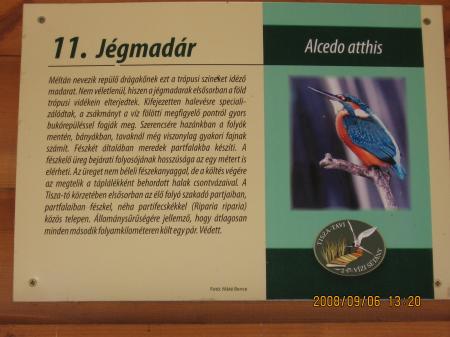 11. Jégmadár
Alcedo atthis
Méltán nevezik repülő drágakőnek ezt a trópusi színeket idéző
madarat. Nem véletlenül, hiszen a jégmadarak elsősorban a föld
trópusi vidékein elterjedtek. Kifejezetten halevésre speciali-
zálódtak, a zsákmányt a víz fölötti megfigyelő pontról gyors
bukórepüléssel fogják meg. Szerencsére hazánkban a folyók
mentén, bányákban, tavaknál még viszonylag gyakori fajnak
számít. Fészkét általában meredek partfalakba készíti. A
fészkelő üreg bejárati folyosójának hosszúsága az egy métert is
elérheti. Az üreget nem béleli fészekanyaggal, de a költés végére
az megtelik a táplálékként behordott halak csontvázaival. A
Tisza-tó körzetében elsősorban az élő folyó szakadó partjaiban,
partfalaiban fészkel, néha partifecskékkel (Riparia riparia)
közös telepen. Állománysűrűségére jellemző, hogy átlagosan
minden második folyamkilométeren költ egy pár. Védett.
Fotó: Máté Bence
TISZA-TAVI
VÍZI SÉTÁNY
2008/09/06 13:20